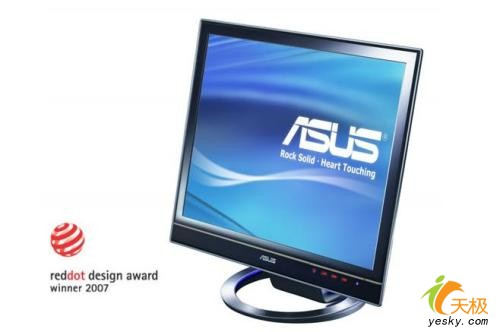 ASUS®
Rock Solid · Heart Touching
ASUS
reddot design award
winner 2007
天极
yesky.com